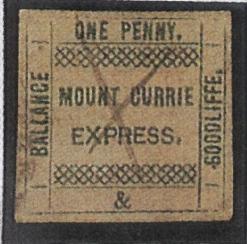 ONE PENNY.
BALLANCE
MOUNT CURRIE
EXPRESS.
&
GOODLIFFE.